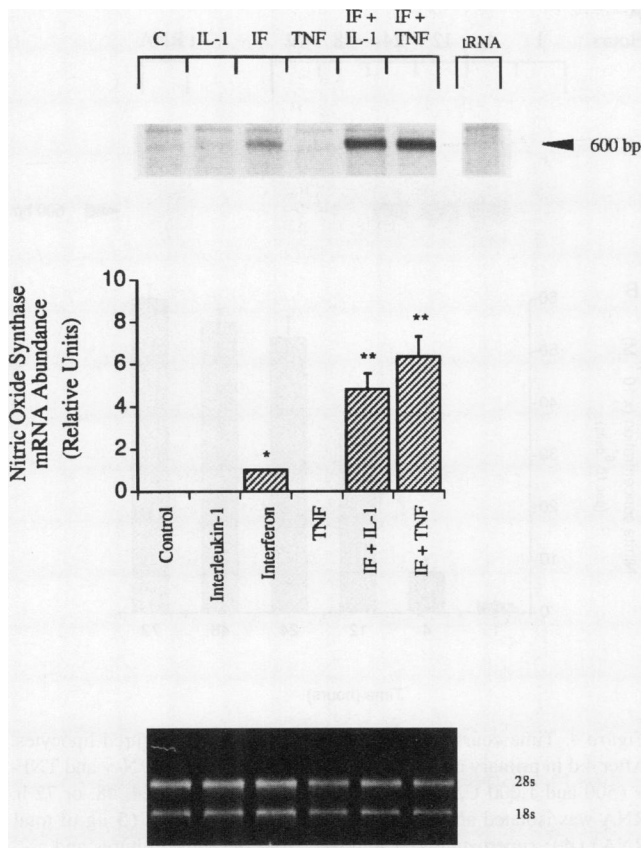 C IL-1 IF TNF IF + IL-1 IF + TNF tRNA
600 bp
Nitric Oxide Synthase
mRNA Abundance
(Relative Units)
10
8
6
4
2
0
*
**
**
Control
Interleukin-1
Interferon
TNF
IF + IL-1
IF + TNF
28s
18s